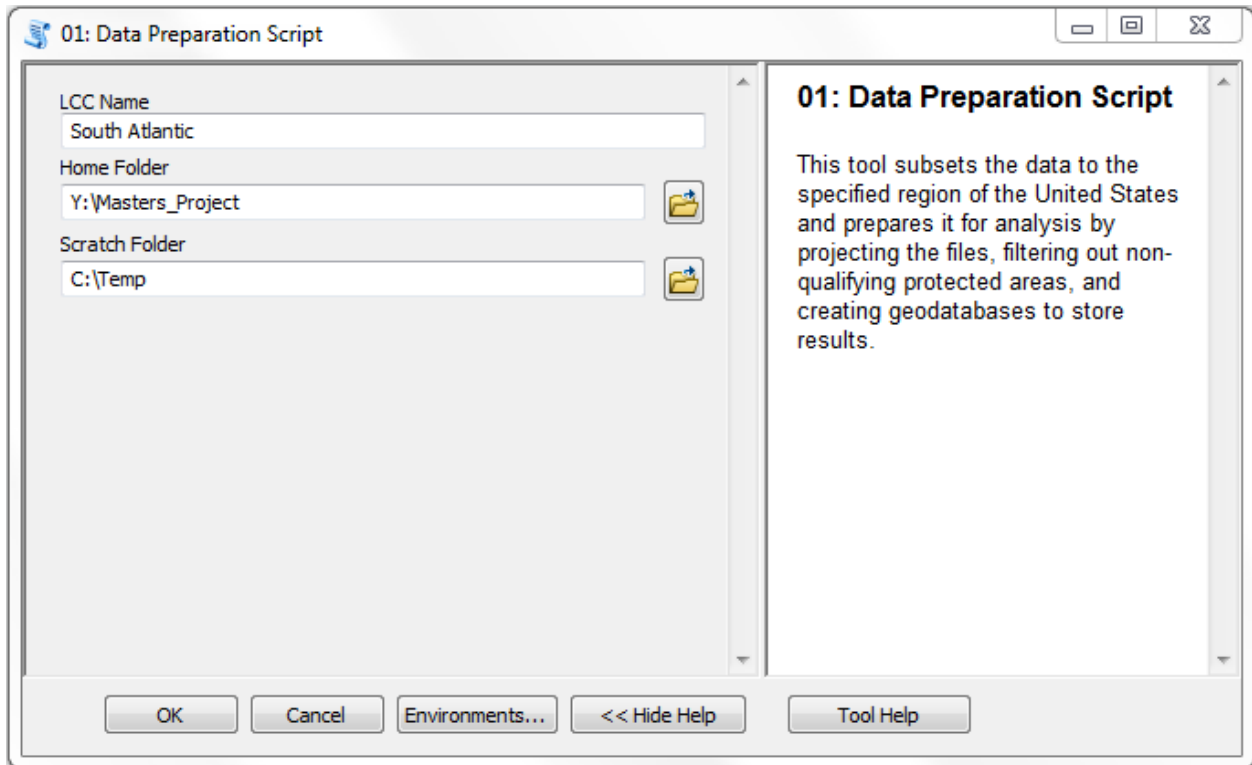 01: Data Preparation Script
LCC Name
South Atlantic
Home Folder
Y:\Masters_Project
Scratch Folder
C:\Temp
01: Data Preparation Script
This tool subsets the data to the
specified region of the United States
and prepares it for analysis by
projecting the files, filtering out non-
qualifying protected areas, and
creating geodatabases to store
results.
OK
Cancel
Environments...
<< Hide Help
Tool Help